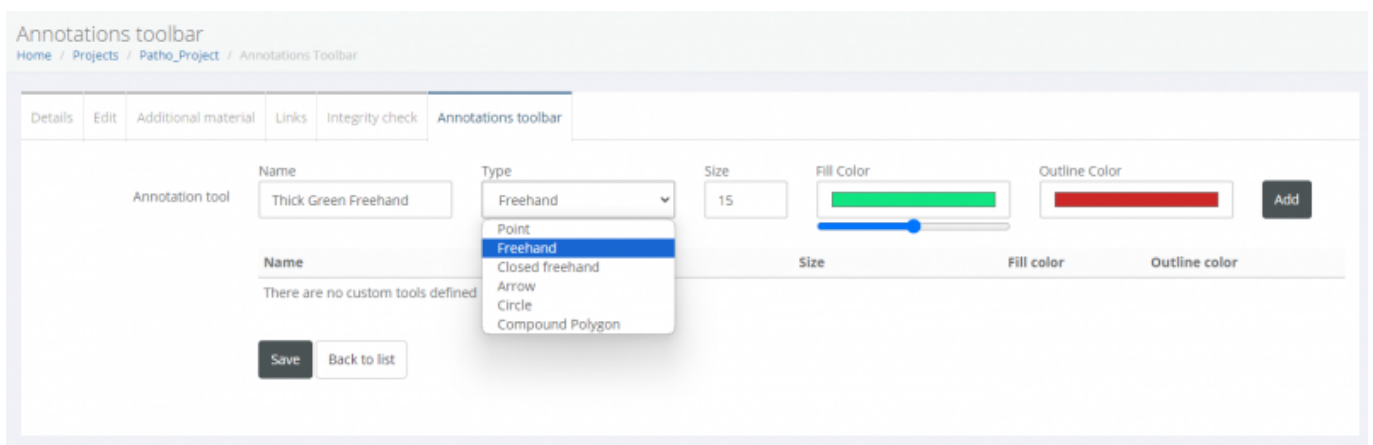 Annotations toolbar
Home / Projects / Patho_Project / Annotations Toolbar
Details Edit Additional material Links Integrity check Annotations toolbar
Name Type Size Fill Color Outline Color
Annotation tool Thick Green Freehand Freehand 15 Add
Point
Freehand
Closed freehand
Arrow
Circle
Compound Polygon
Name Size Fill color Outline color
There are no custom tools defined
Save Back to list